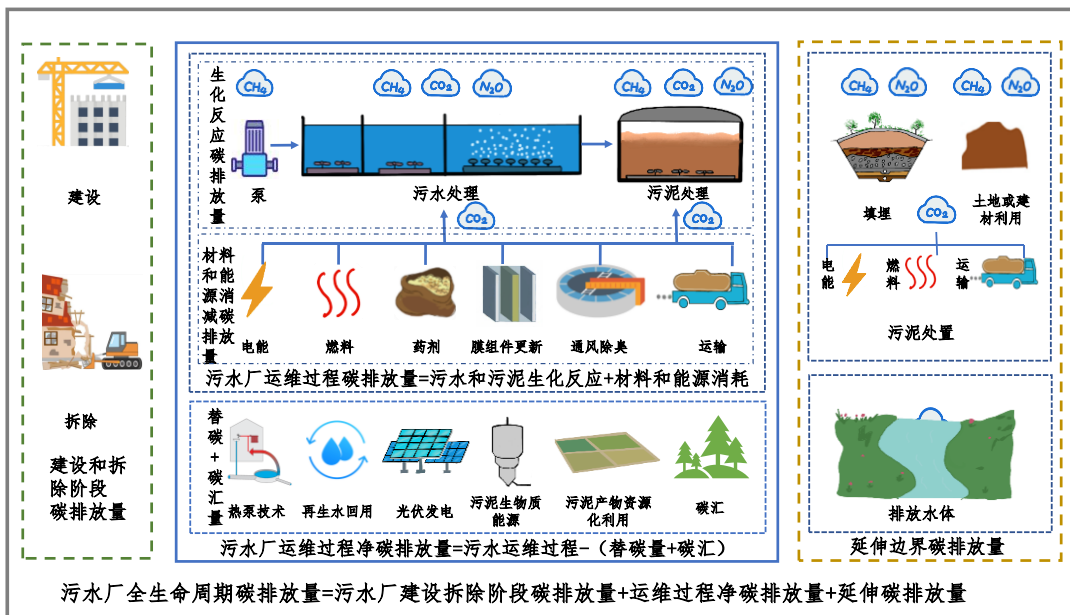 建设
拆除
建设和拆
除阶段
碳排放量
生化反应碳排放量
CH₄
CH₄
CO₂
N₂O
CH₄
CO₂
N₂O
泵
污水处理
污泥处理
CO₂
CO₂
材料
和能
源消
减碳
排放
量
电能
燃料
药剂
膜组件更新
通风除臭
运输
污水厂运维过程碳排放量=污水和污泥生化反应+材料和能源消耗
替碳+碳汇量
热泵技术
再生水回用
光伏发电
污泥生物质
能源
污泥产物资源
化利用
碳汇
污水厂运维过程净碳排放量=污水运维过程-（替碳量+碳汇）
CH₄
N₂O
CH₄
N₂O
填埋
土地或建
材利用
CO₂
电能
燃料
运输
污泥处置
排放水体
延伸边界碳排放量
污水厂全生命周期碳排放量=污水厂建设拆除阶段碳排放量+运维过程净碳排放量+延伸碳排放量